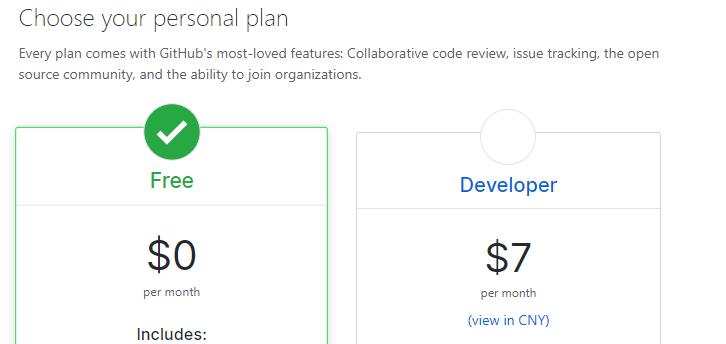 Choose your personal plan
Every plan comes with GitHub's most-loved features: Collaborative code review, issue tracking, the open
source community, and the ability to join organizations.
Free
$0
per month
Includes:
Developer
$7
per month
(view in CNY)